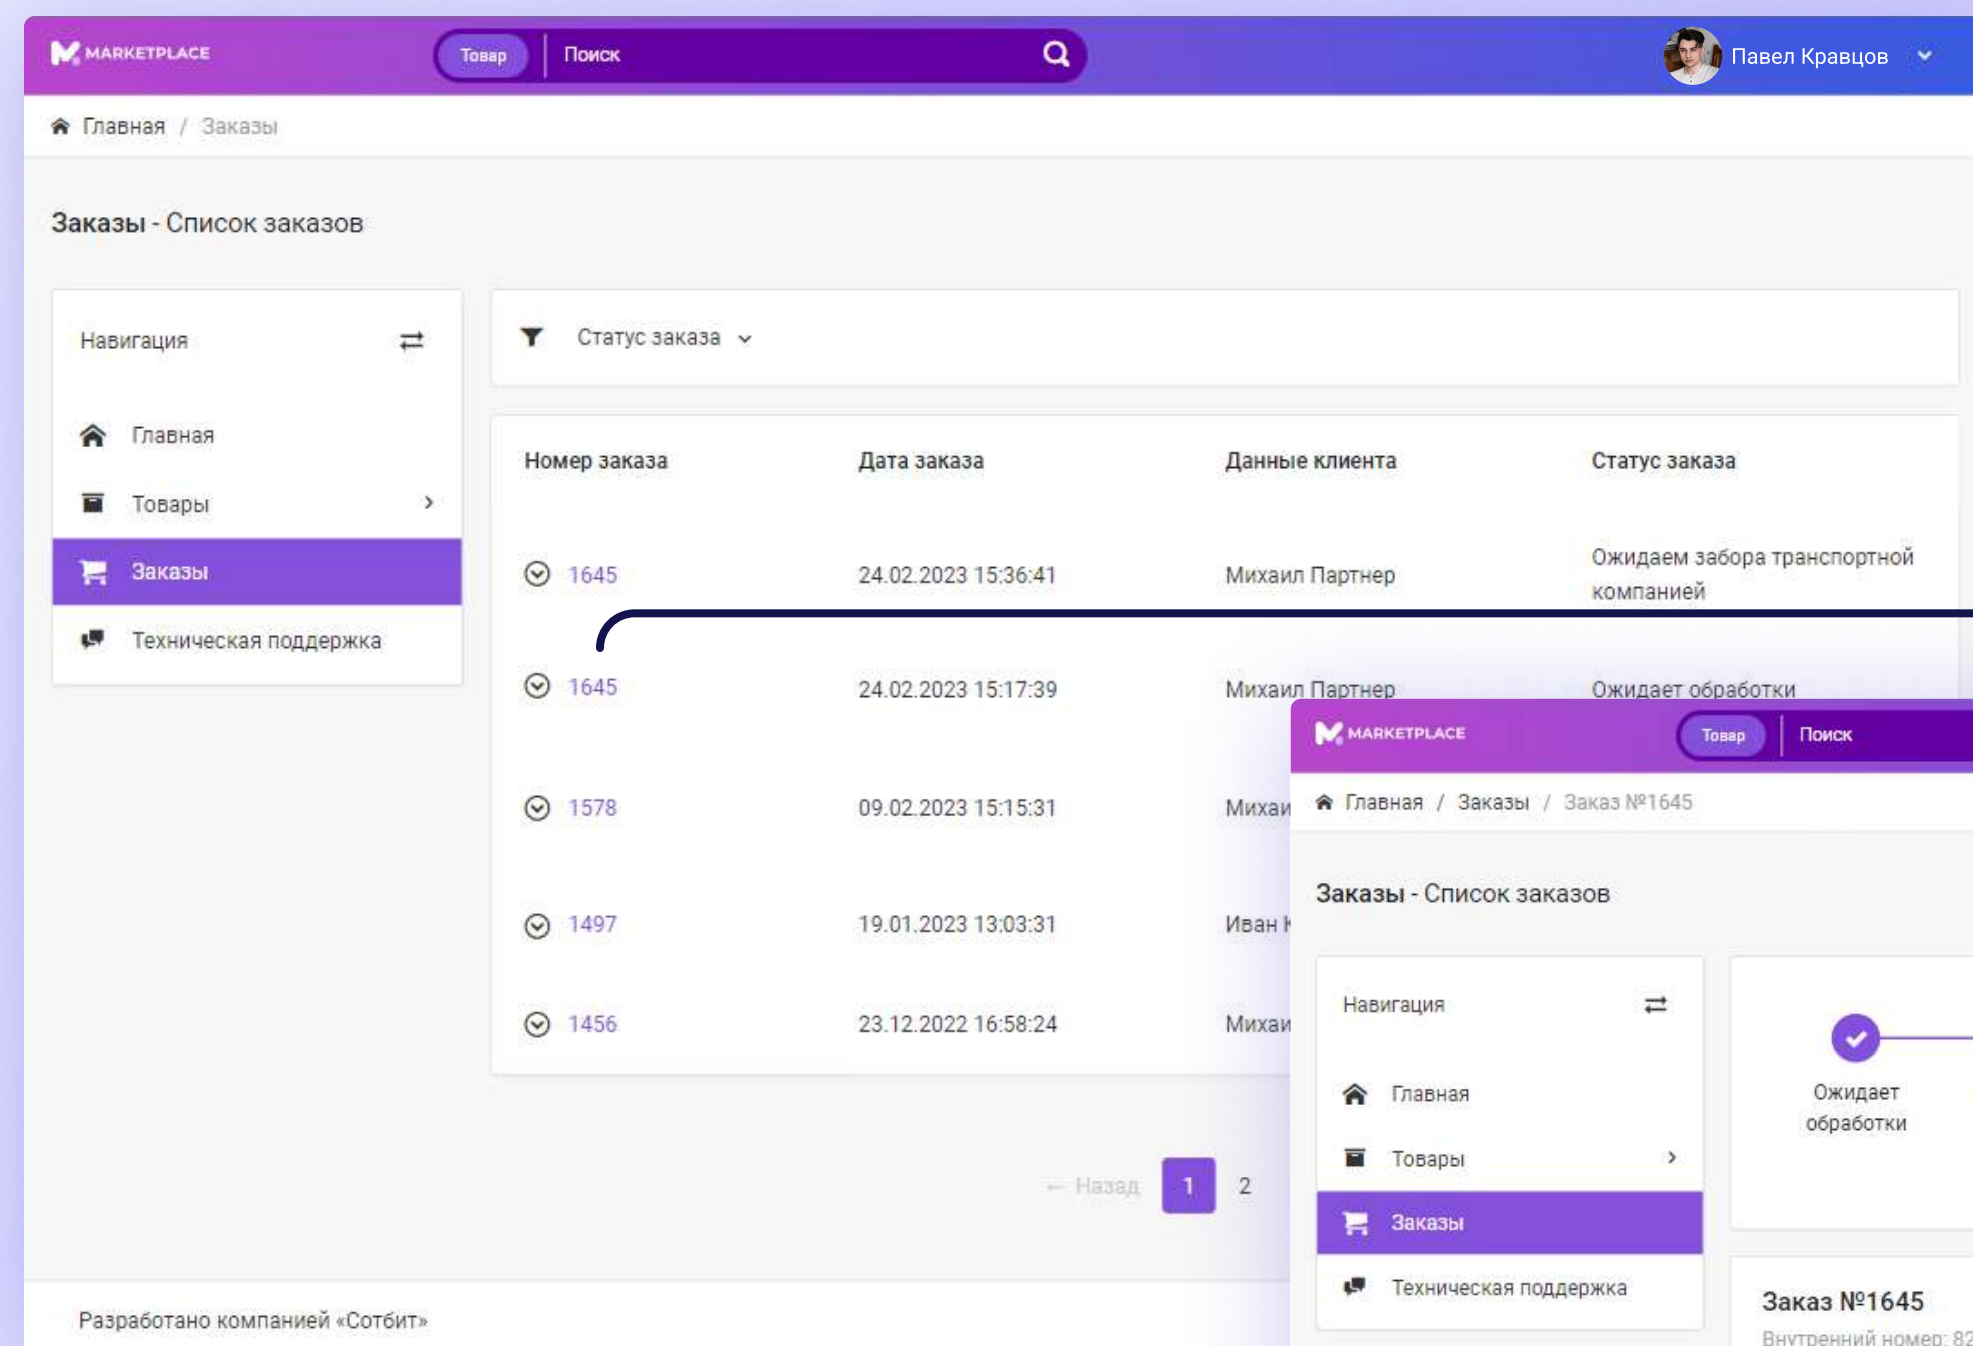 MARKETPLACE
Товар
Поиск
Павел Кравцов
Главная / Заказы
Заказы - Список заказов
Навигация
Главная
Товары
Заказы
Техническая поддержка
Статус заказа
Номер заказа Дата заказа Данные клиента Статус заказа
1645 24.02.2023 15:36:41 Михаил Партнер Ожидаем забора транспортной
компанией
1645 24.02.2023 15:17:39 Михаил Партнер Ожидает обработки
1578 09.02.2023 15:15:31
1497 19.01.2023 13:03:31 Иван
1456 23.12.2022 16:58:24
← Назад 1 2
Разработано компанией «Сотбит»
MARKETPLACE
Товар
Поиск
Главная / Заказы / Заказ №1645
Заказы - Список заказов
Навигация
Главная
Товары
Заказы
Техническая поддержка
Ожидает
обработки
Заказ №1645
Внутренний номер: 82